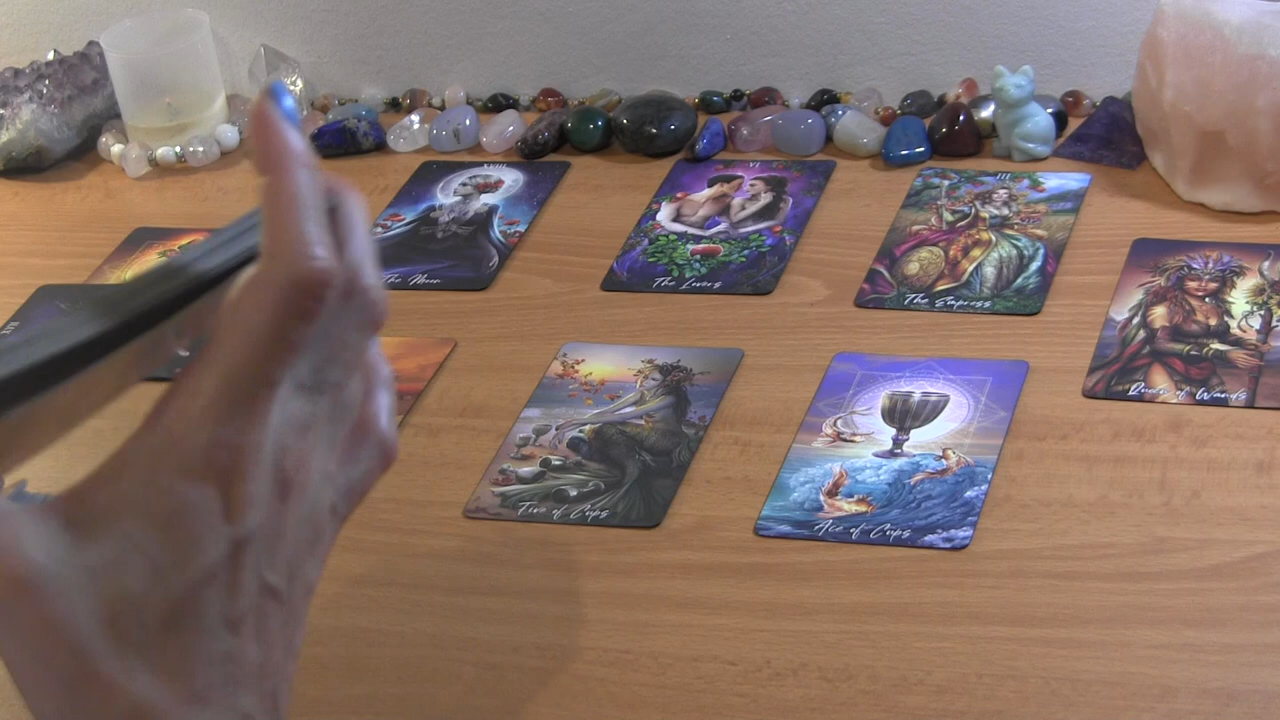 XVIII
The Moon
VI
The Lovers
III
The Empress
Queen of Wands
Five of Cups
Ace of Cups